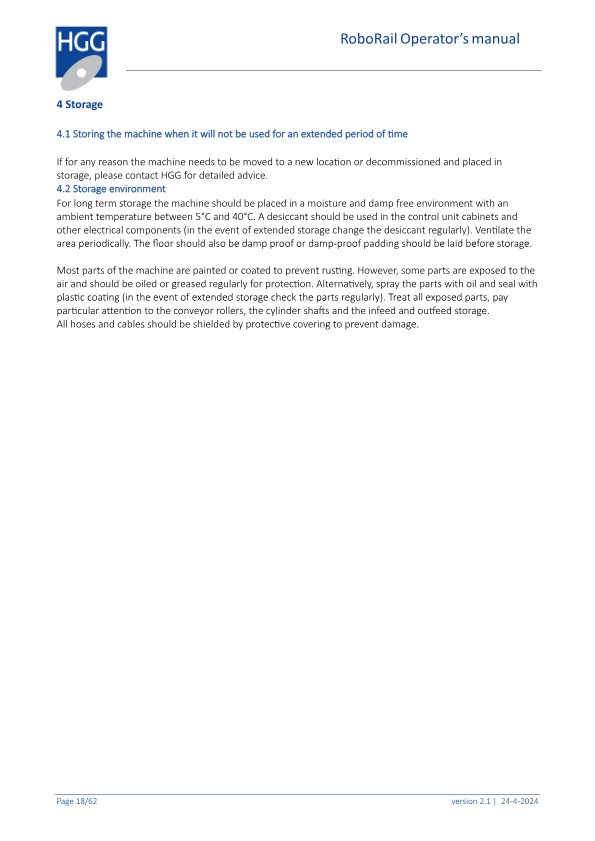 HGG
RoboRail Operator's manual
4 Storage
4.1 Storing the machine when it will not be used for an extended period of time
If for any reason the machine needs to be moved to a new location or decommissioned and placed in
storage, please contact HGG for detailed advice.
4.2 Storage environment
For long term storage the machine should be placed in a moisture and damp free environment with an
ambient temperature between 5°C and 40°C. A desiccant should be used in the control unit cabinets and
other electrical components (in the event of extended storage change the desiccant regularly). Ventilate the
area periodically. The floor should also be damp proof or damp-proof padding should be laid before storage.
Most parts of the machine are painted or coated to prevent rusting. However, some parts are exposed to the
air and should be oiled or greased regularly for protection. Alternatively, spray the parts with oil and seal with
plastic coating (in the event of extended storage check the parts regularly). Treat all exposed parts, pay
particular attention to the conveyor rollers, the cylinder shafts and the infeed and outfeed storage.
All hoses and cables should be shielded by protective covering to prevent damage.
Page 18/62
version 2.1 | 24-4-2024